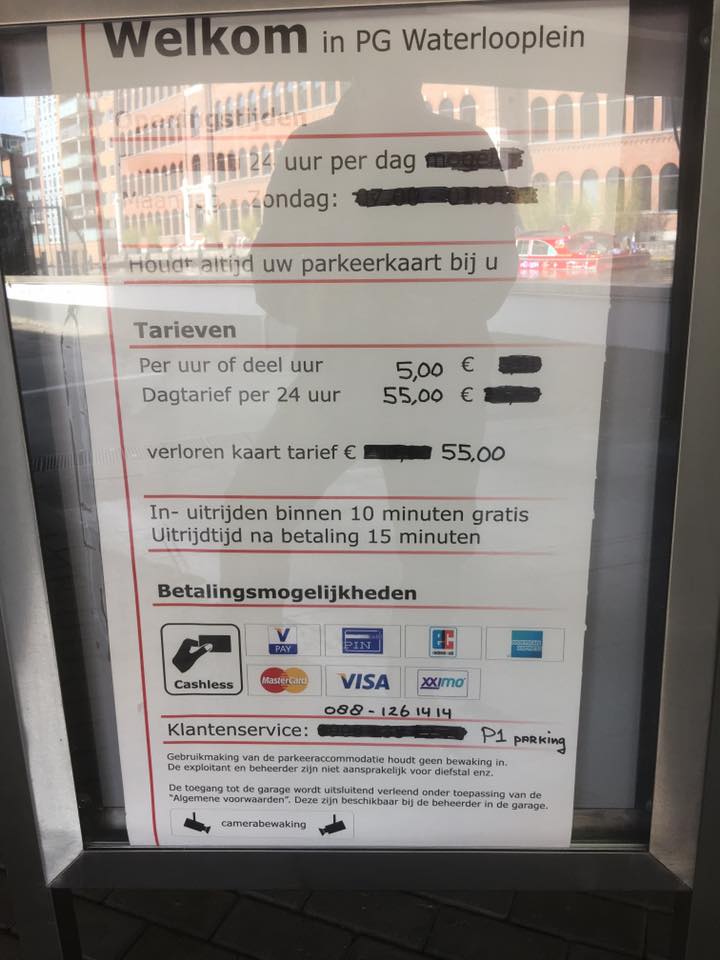 Welkom in PG Waterlooplein
Openingstijden
24 uur per dag
Maandag Zondag:
Houdt altijd uw parkeerkaart bij u
Tarieven
Per uur of deel uur 5,00 €
Dagtarief per 24 uur 55,00 €
verloren kaart tarief € 55,00
In- uitrijden binnen 10 minuten gratis
Uitrijdtijd na betaling 15 minuten
Betalingsmogelijkheden
Cashless
V PAY
PIN
AMERICAN EXPRESS
MasterCard
VISA
XXImo
088-1261414
Klantenservice: P1 PARKING
Gebruikmaking van de parkeeraccommodatie houdt geen bewaking in.
De exploitant en beheerder zijn niet aansprakelijk voor diefstal enz.
De toegang tot de garage wordt uitsluitend verleend onder toepassing van de
"Algemene voorwaarden". Deze zijn beschikbaar bij de beheerder in de garage.
camerabewaking